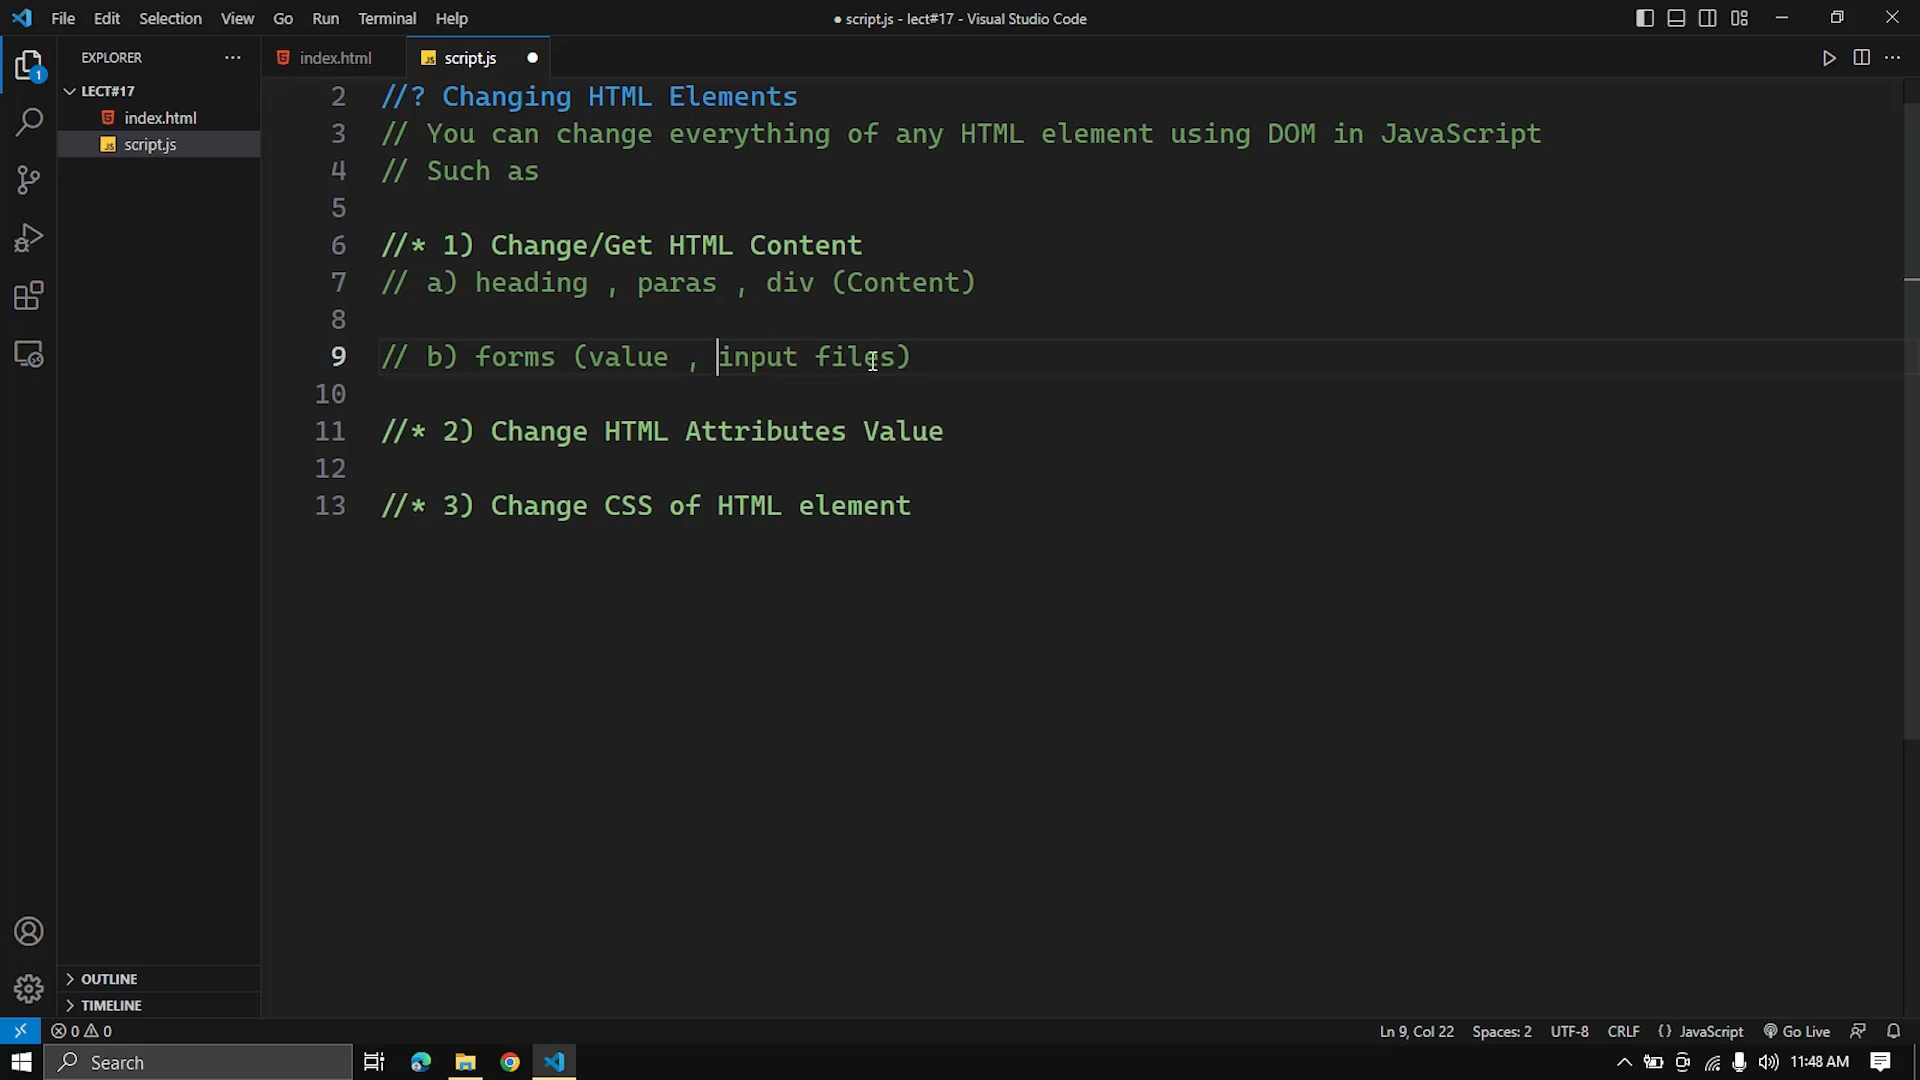 File Edit Selection View Go Run Terminal Help
● script.js - lect#17 - Visual Studio Code
EXPLORER
LECT#17
index.html
script.js
OUTLINE
TIMELINE
index.html
script.js
2 //? Changing HTML Elements
3 // You can change everything of any HTML element using DOM in JavaScript
4 // Such as
5
6 //* 1) Change/Get HTML Content
7 // a) heading , paras , div (Content)
8
9 // b) forms (value , input files)
10
11 //* 2) Change HTML Attributes Value
12
13 //* 3) Change CSS of HTML element
1
0 0
Ln 9, Col 22 Spaces: 2 UTF-8 CRLF {} JavaScript Go Live
Search
11:48 AM